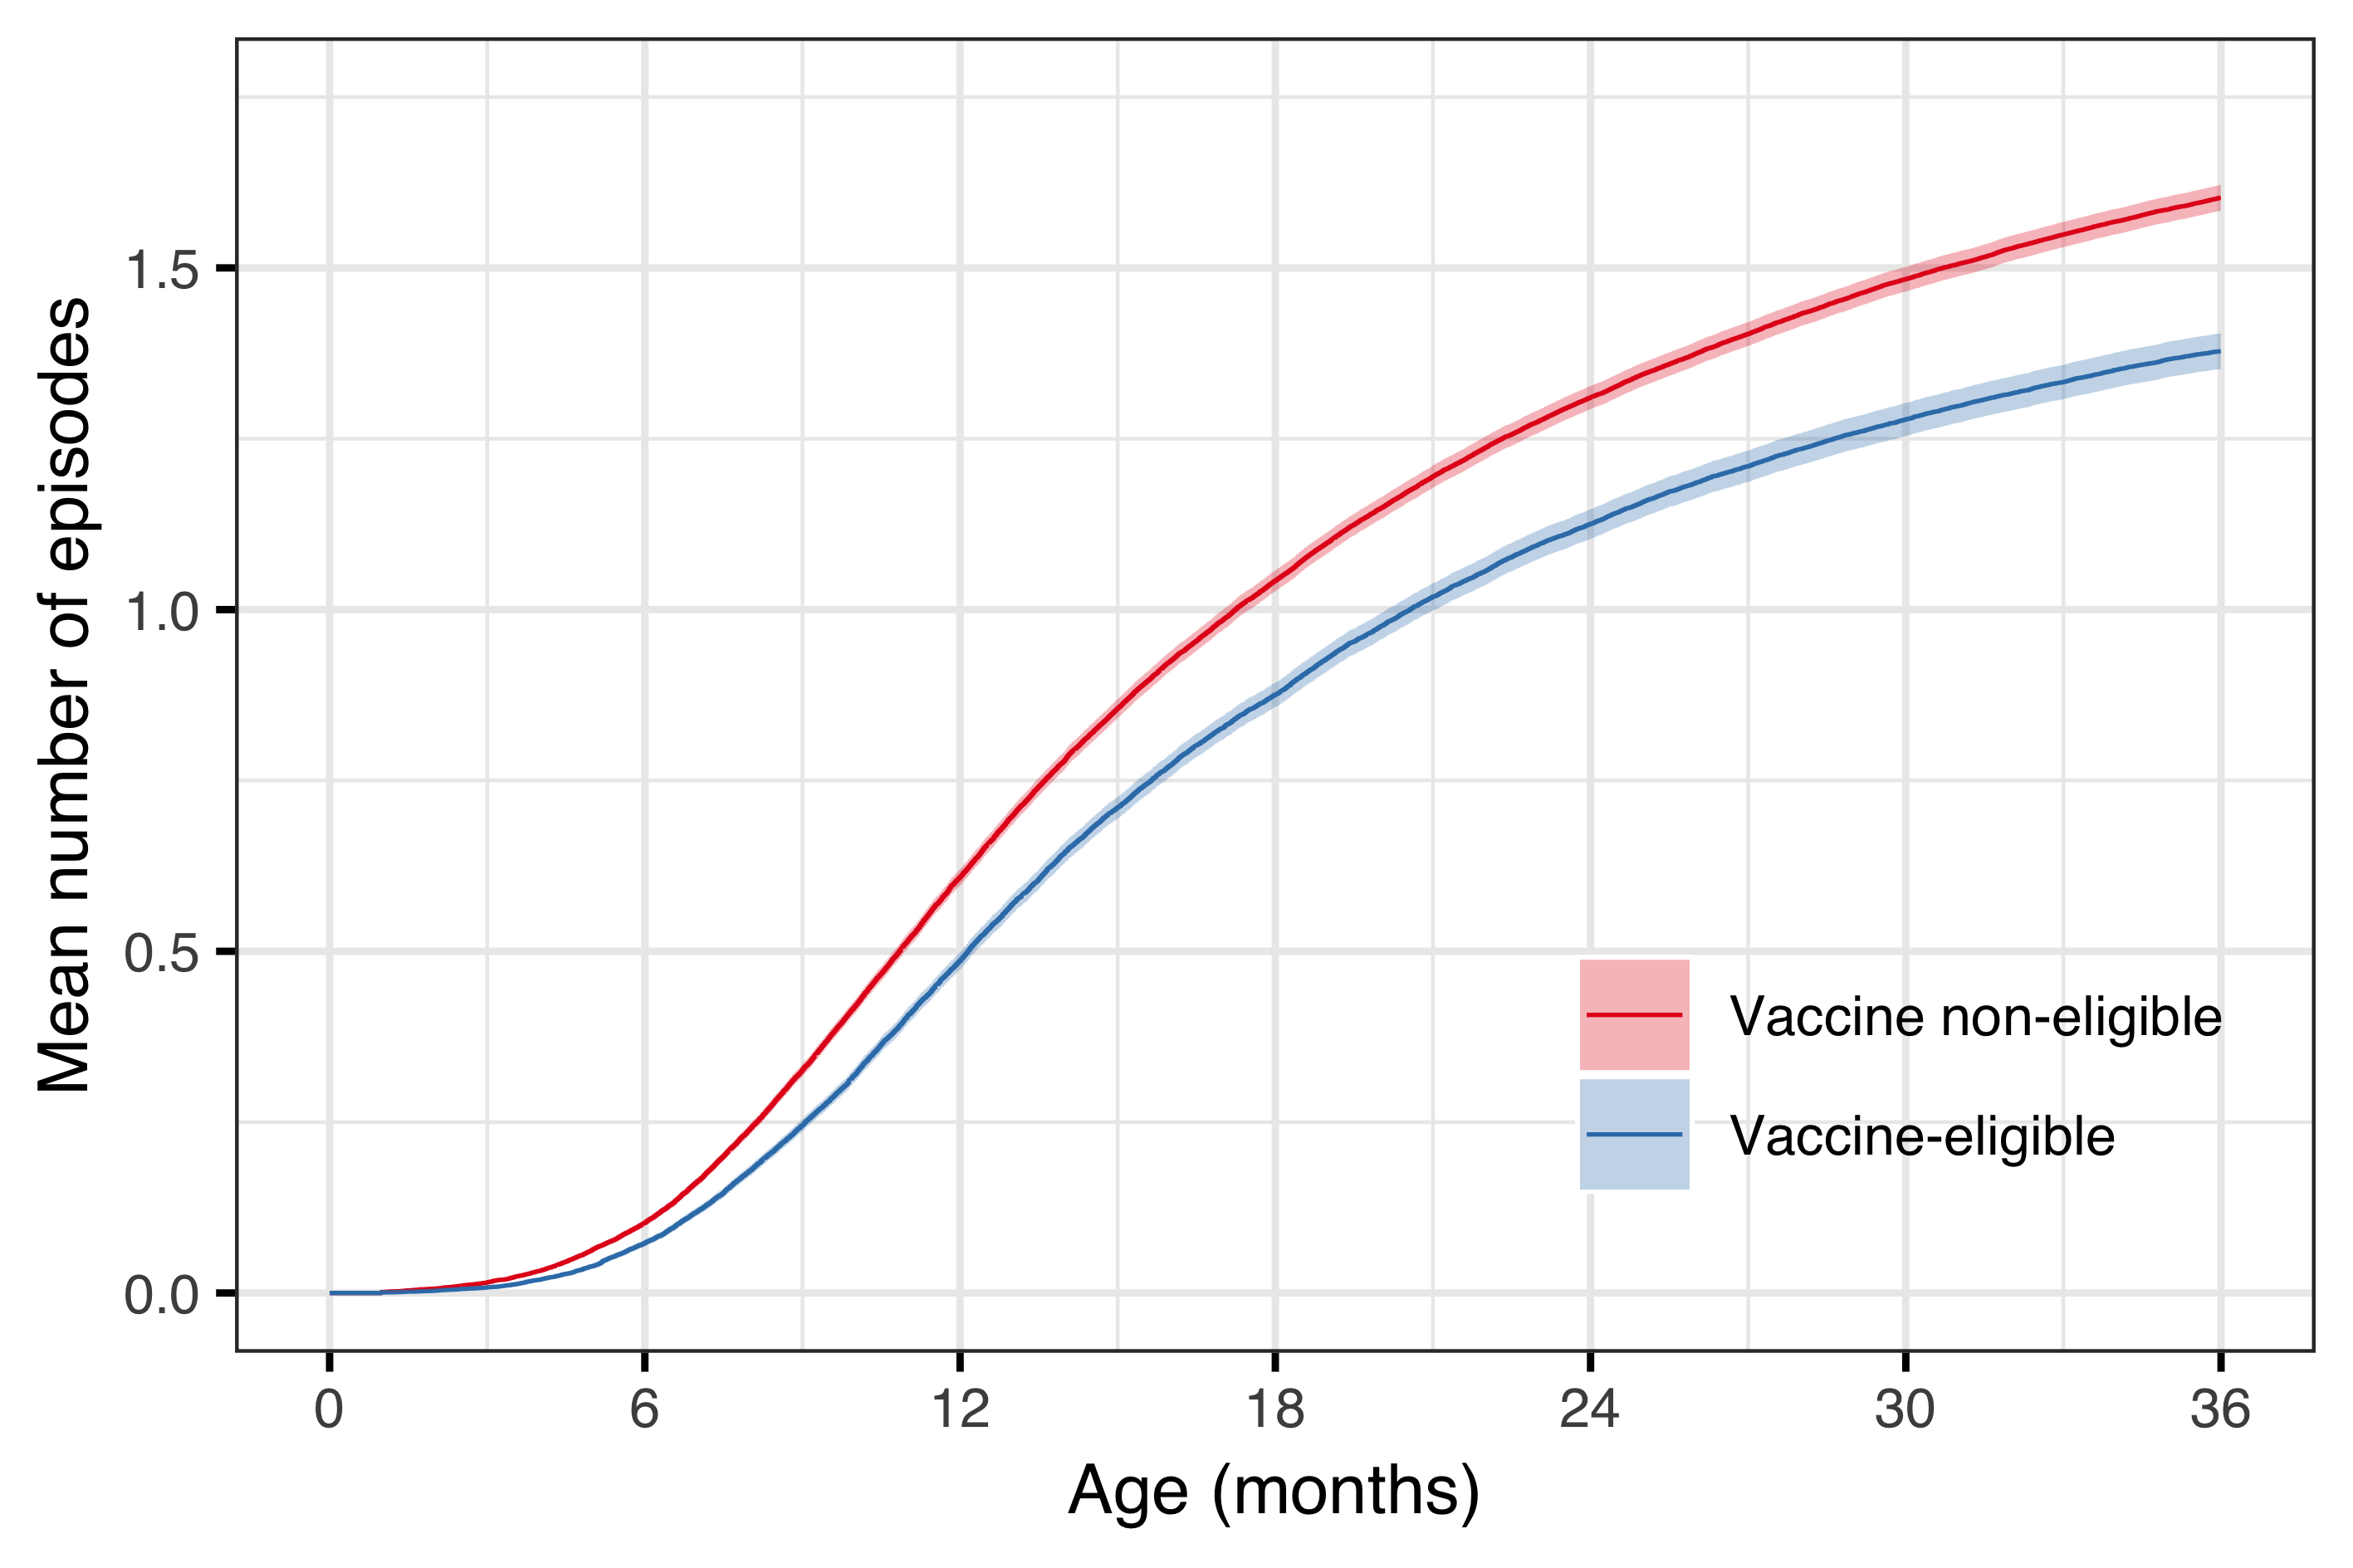 Mean number of episodes
1.5
1.0
0.5
0.0
Vaccine non-eligible
Vaccine-eligible
0 6 12 18 24 30 36
Age (months)